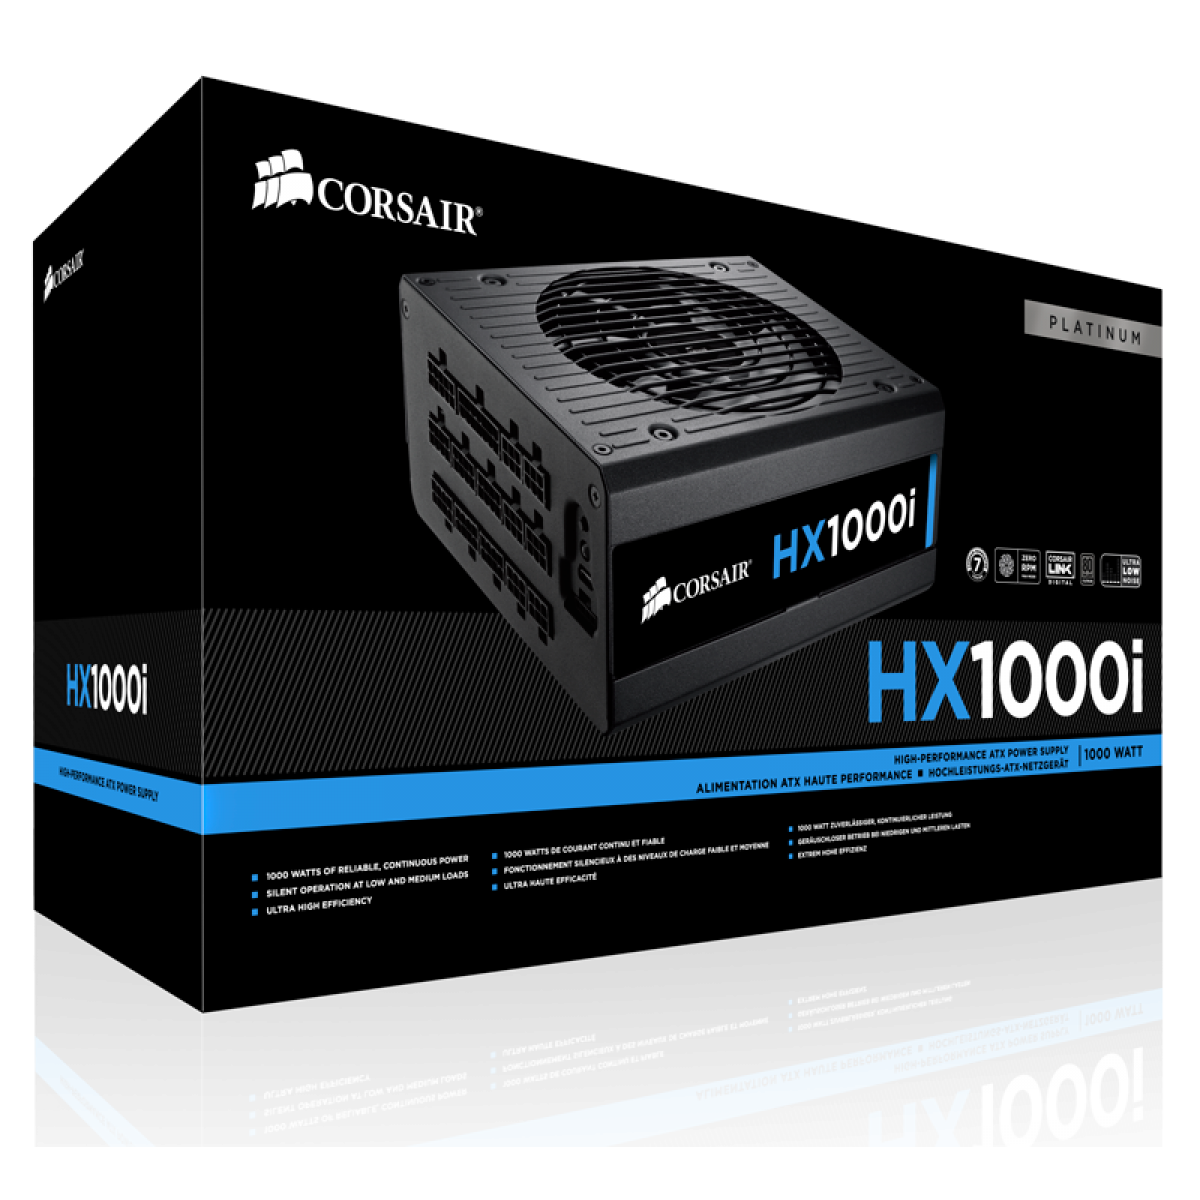 CORSAIR®
CORSAIR
PLATINUM
HX1000i
CORSAIR®
7
ZERO
RPM
CORSAIR
LINK
DIGITAL
80
ULTRA
LOW
NOISE
HX1000i
HX1000i
HIGH-PERFORMANCE ATX POWER SUPPLY
HIGH-PERFORMANCE ATX POWER SUPPLY
1000 WATT
ALIMENTATION ATX HAUTE PERFORMANCE ■ HOCHLEISTUNGS-ATX-NETZGERÄT
■ 1000 WATTS OF RELIABLE, CONTINUOUS POWER
■ SILENT OPERATION AT LOW AND MEDIUM LOADS
■ ULTRA HIGH EFFICIENCY
■ 1000 WATTS DE COURANT CONTINU ET FIABLE
■ FONCTIONNEMENT SILENCIEUX À DES NIVEAUX DE CHARGE FAIBLE ET MOYENNE
■ ULTRA HAUTE EFFICACITÉ
■ 1000 WATT ZUVERLÄSSIGER, KONTINUIERLICHER LEISTUNG
■ GERÄUSCHLOSER BETRIEB BEI NIEDRIGEN UND MITTLEREN LASTEN
■ EXTREM HOHE EFFIZIENZ